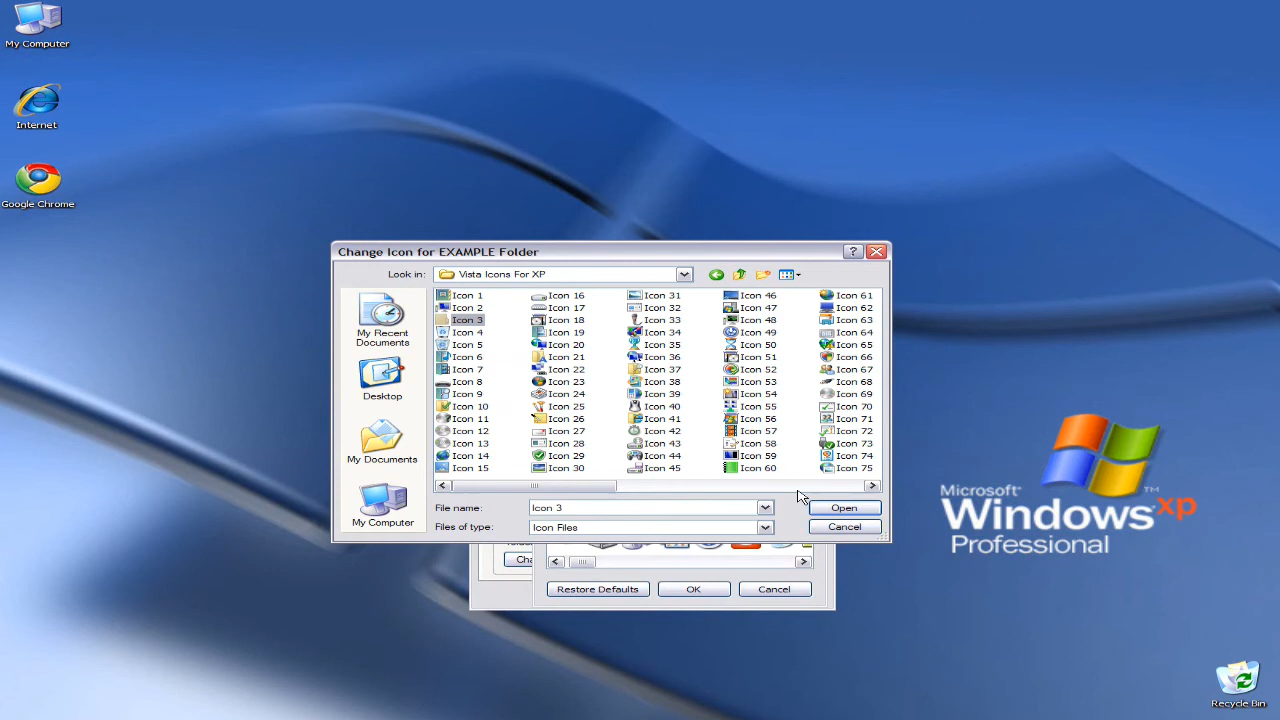 My Computer
Internet
Google Chrome
Change Icon for EXAMPLE Folder
Look in: Vista Icons For XP
My Recent Documents
Desktop
My Documents
My Computer
Icon 1
Icon 2
Icon 3
Icon 4
Icon 5
Icon 6
Icon 7
Icon 8
Icon 9
Icon 10
Icon 11
Icon 12
Icon 13
Icon 14
Icon 15
Icon 16
Icon 17
Icon 18
Icon 19
Icon 20
Icon 21
Icon 22
Icon 23
Icon 24
Icon 25
Icon 26
Icon 27
Icon 28
Icon 29
Icon 30
Icon 31
Icon 32
Icon 33
Icon 34
Icon 35
Icon 36
Icon 37
Icon 38
Icon 39
Icon 40
Icon 41
Icon 42
Icon 43
Icon 44
Icon 45
Icon 46
Icon 47
Icon 48
Icon 49
Icon 50
Icon 51
Icon 52
Icon 53
Icon 54
Icon 55
Icon 56
Icon 57
Icon 58
Icon 59
Icon 60
Icon 61
Icon 62
Icon 63
Icon 64
Icon 65
Icon 66
Icon 67
Icon 68
Icon 69
Icon 70
Icon 71
Icon 72
Icon 73
Icon 74
Icon 75
File name: Icon 3 Open
Files of type: Icon Files Cancel
Restore Defaults OK Cancel
Microsoft®
Windows xp ™
Professional
Recycle Bin